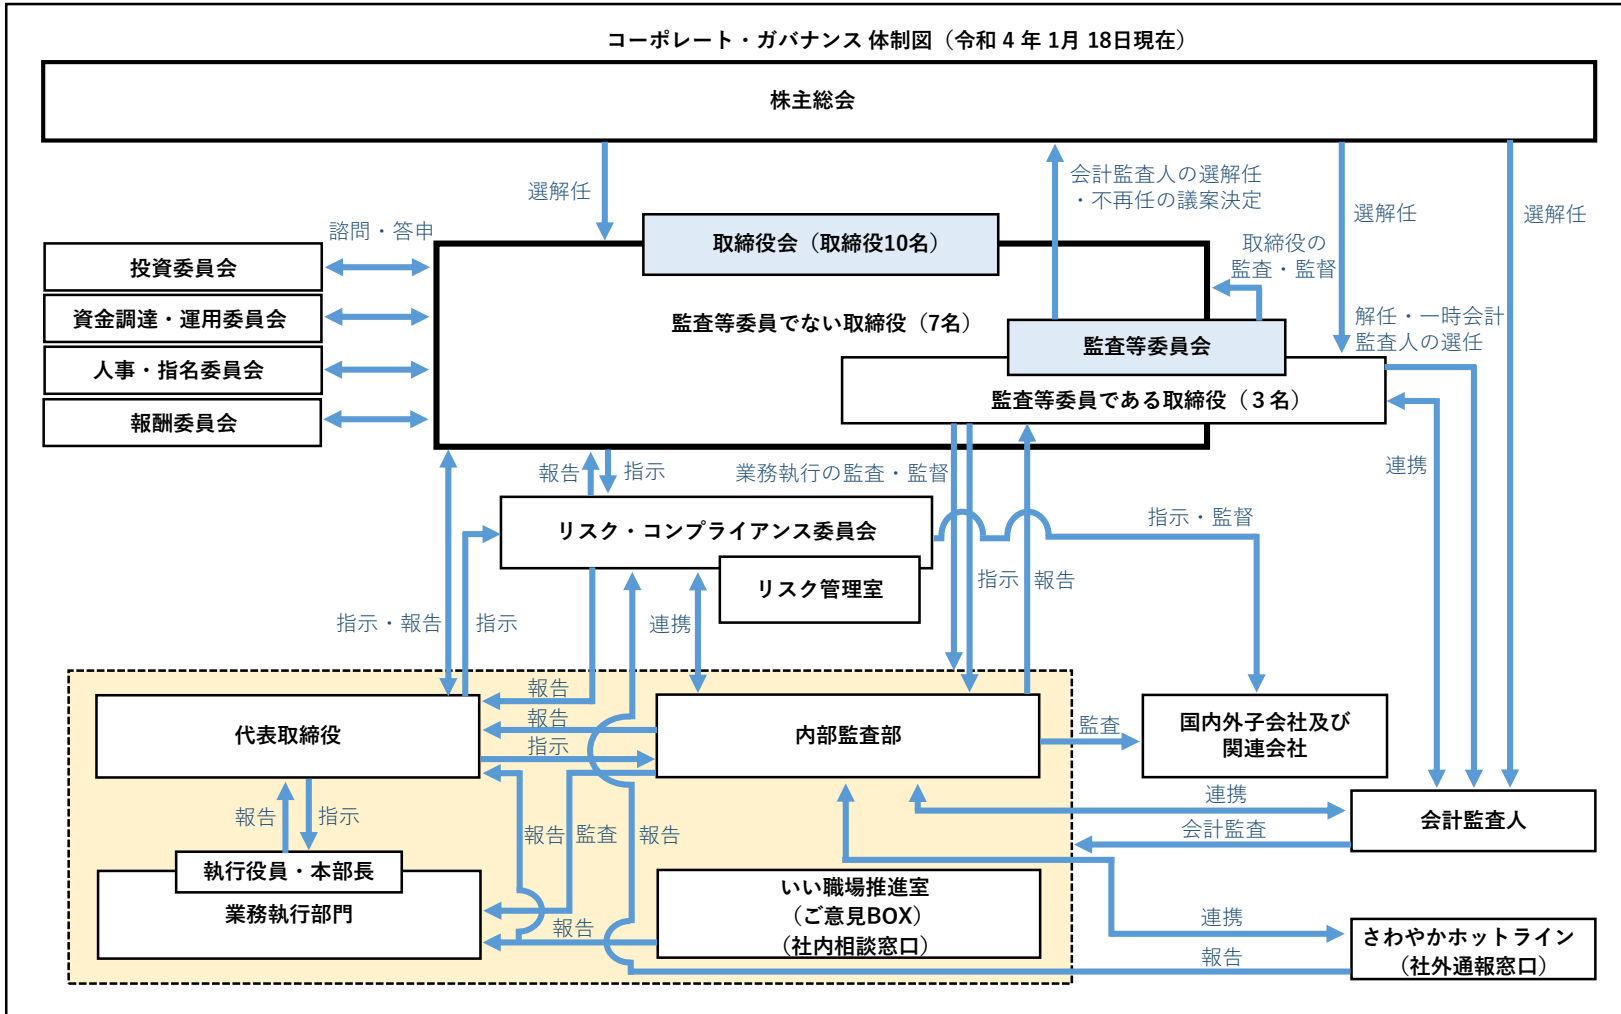 コーポレート・ガバナンス 体制図（令和 4 年 1月 18日現在）
株主総会
選解任
会計監査人の選解任
・不再任の議案決定
選解任
選解任
諮問・答申
取締役会（取締役10名）
取締役の
監査・監督
投資委員会
資金調達・運用委員会
人事・指名委員会
報酬委員会
監査等委員でない取締役（7名）
監査等委員会
解任・一時会計
監査人の選任
監査等委員である取締役（３名）
報告
指示
業務執行の監査・監督
連携
リスク・コンプライアンス委員会
指示・監督
リスク管理室
指示
報告
指示・報告
指示
連携
報告
代表取締役
報告
指示
内部監査部
監査
国内外子会社及び
関連会社
報告
指示
報告
監査
報告
連携
会計監査
会計監査人
執行役員・本部長
業務執行部門
報告
いい職場推進室
（ご意見BOX）
（社内相談窓口）
連携
報告
さわやかホットライン
（社外通報窓口）